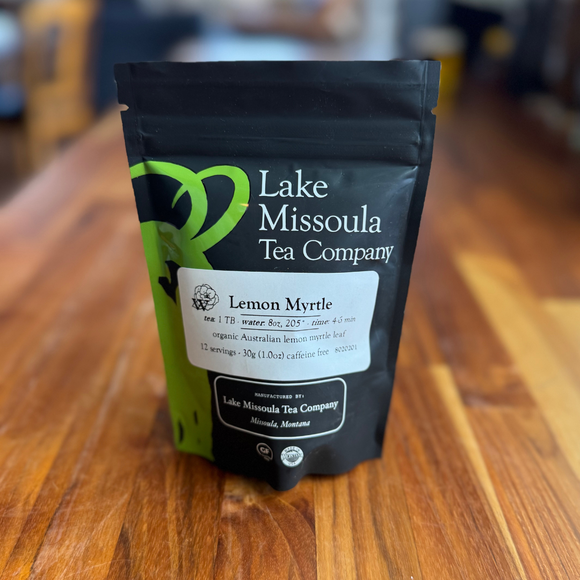 Lake
Missoula
Tea Company
W
Lemon Myrtle
tea: 1 TB · water: 8oz, 205° · time: 4-6 min
organic Australian lemon myrtle leaf
12 servings · 30g (1.0oz) caffeine free
MANUFACTURED BY:
Lake Missoula Tea Company
Missoula, Montana
GF